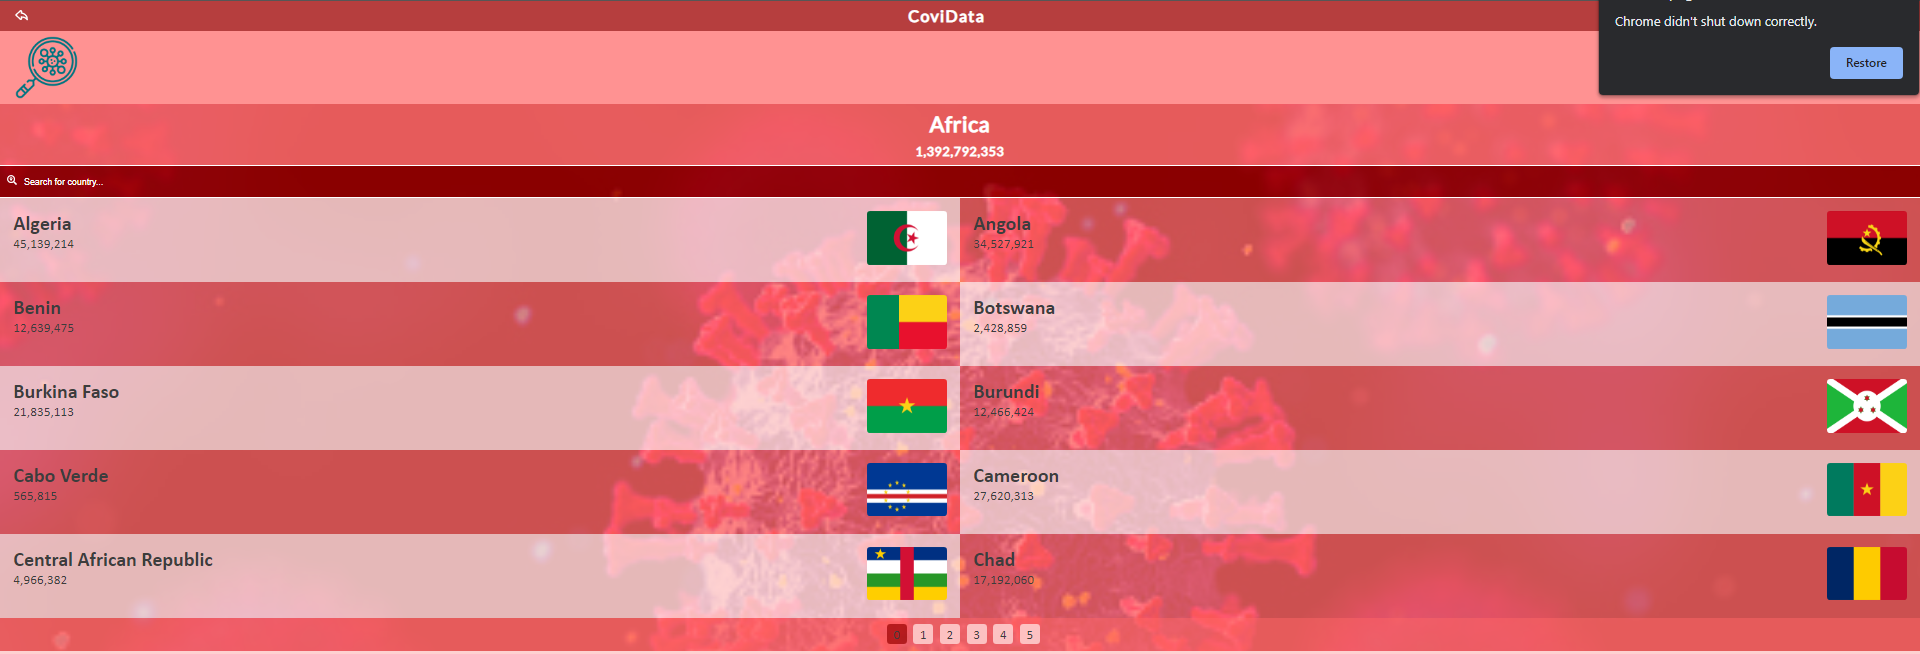 CoviData
Chrome didn't shut down correctly.
Restore
Africa
1,392,792,353
Search for country...
Algeria
45,139,214
Angola
34,527,921
Benin
12,639,475
Botswana
2,428,859
Burkina Faso
21,835,113
Burundi
12,466,424
Cabo Verde
565,815
Cameroon
27,620,313
Central African Republic
4,966,382
Chad
17,192,060
0 1 2 3 4 5